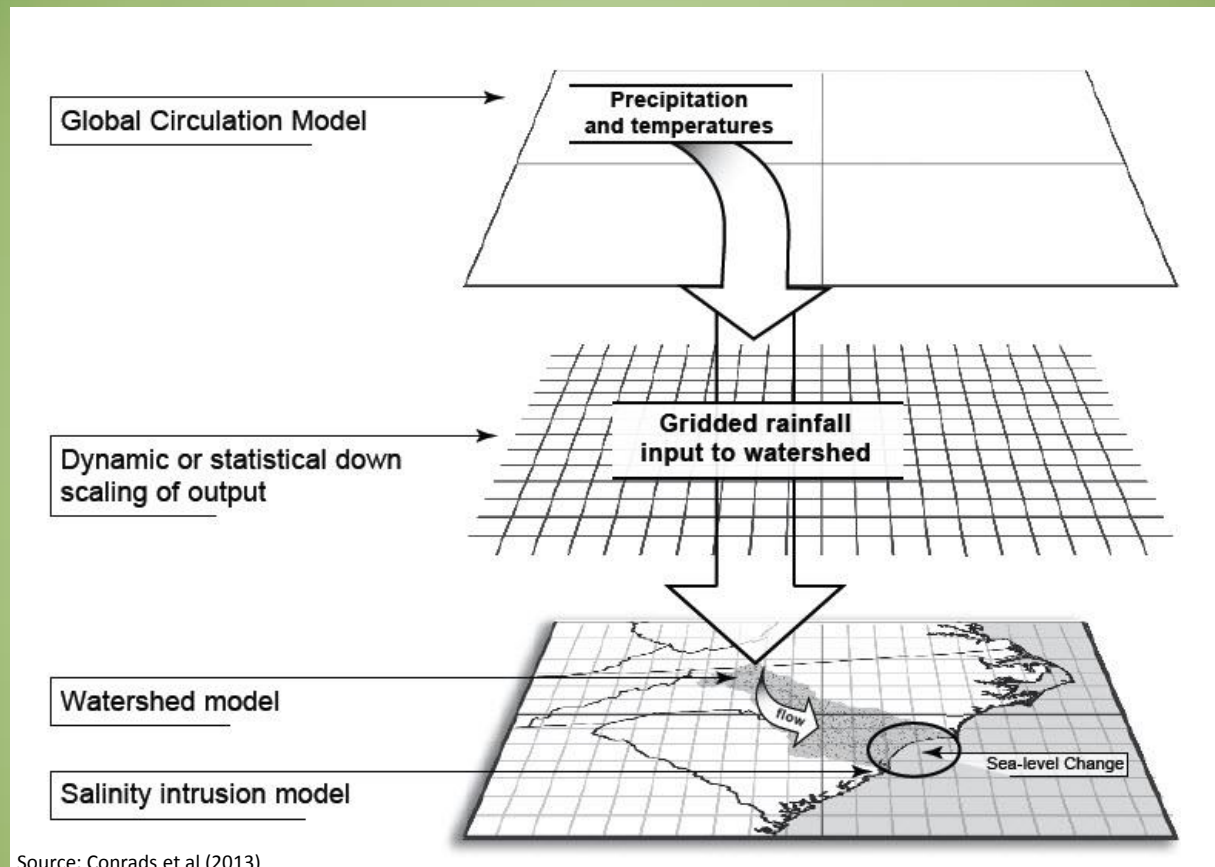 Global Circulation Model
Precipitation
and temperatures
Dynamic or statistical down
scaling of output
Gridded rainfall
input to watershed
Watershed model
flow
Salinity intrusion model
Sea-level Change
Source: Conrads et al (2013)